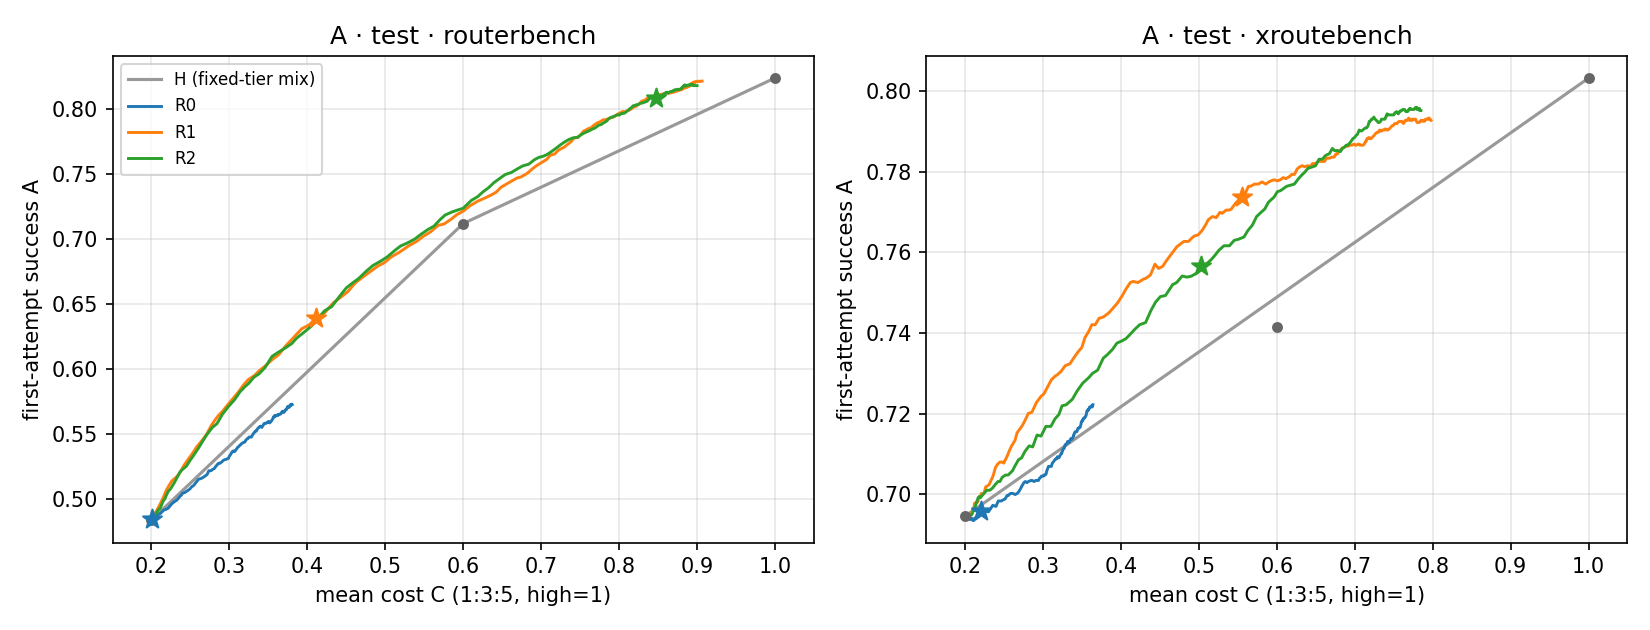 A · test · routerbench
first-attempt success A
0.80
0.75
0.70
0.65
0.60
0.55
0.50
H (fixed-tier mix)
R0
R1
R2
0.2 0.3 0.4 0.5 0.6 0.7 0.8 0.9 1.0
mean cost C (1:3:5, high=1)
A · test · xroutebench
first-attempt success A
0.80
0.78
0.76
0.74
0.72
0.70
0.2 0.3 0.4 0.5 0.6 0.7 0.8 0.9 1.0
mean cost C (1:3:5, high=1)